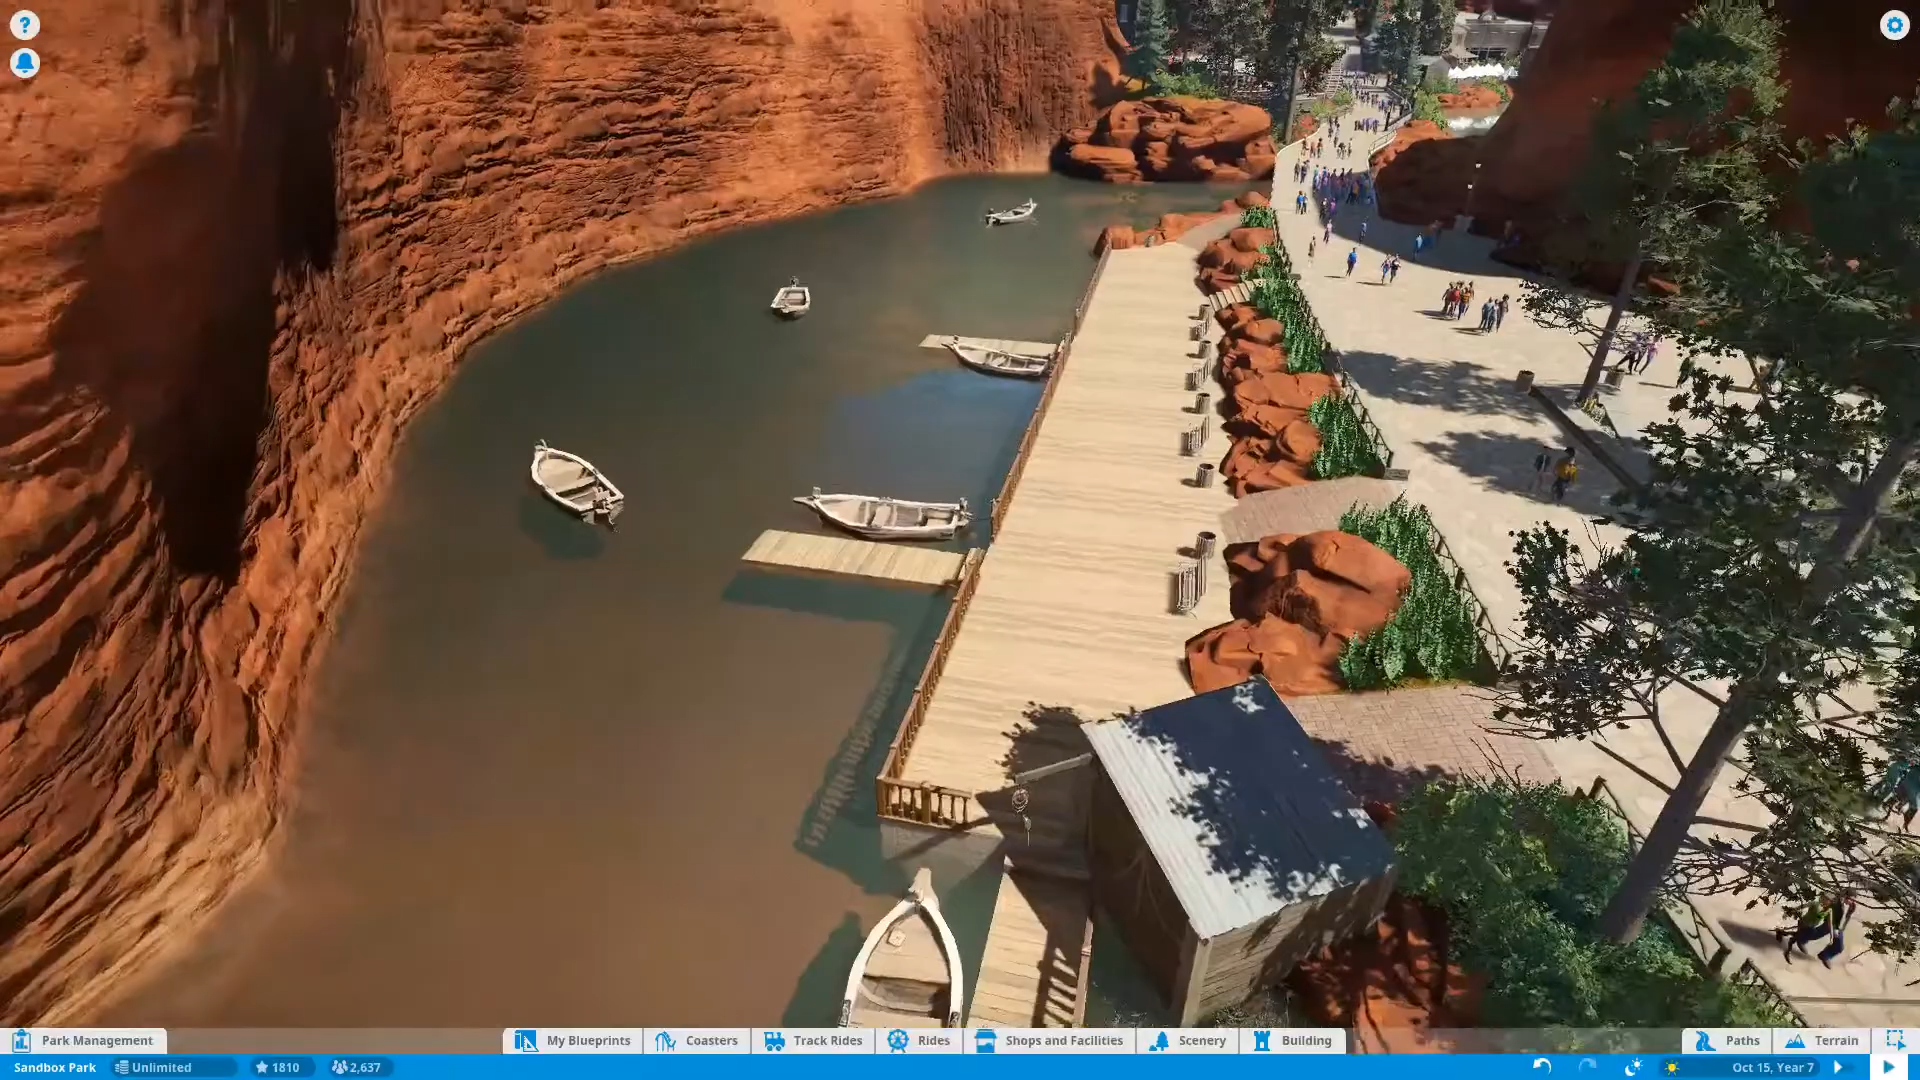 ?
Park Management
My Blueprints
Coasters
Track Rides
Rides
Shops and Facilities
Scenery
Building
Paths
Terrain
Sandbox Park
Unlimited
1810
2,637
Oct 15, Year 7